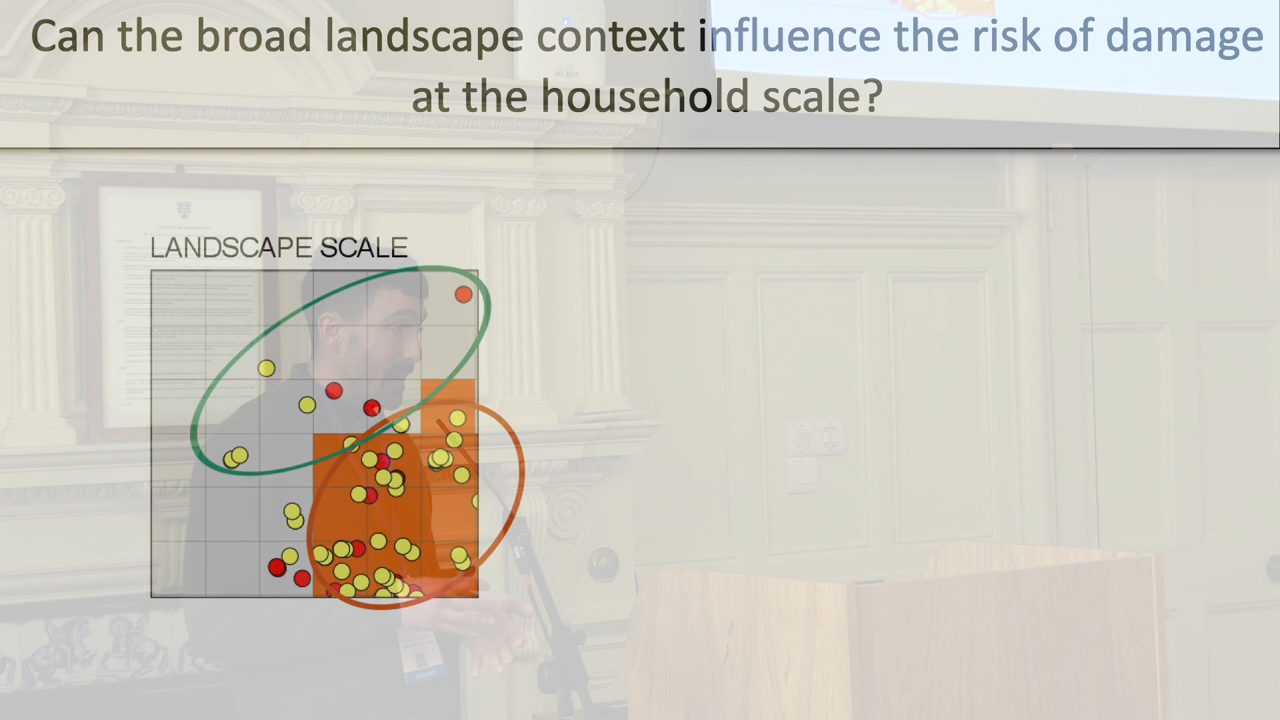 Can the broad landscape context influence the risk of damage
at the household scale?
LANDSCAPE SCALE